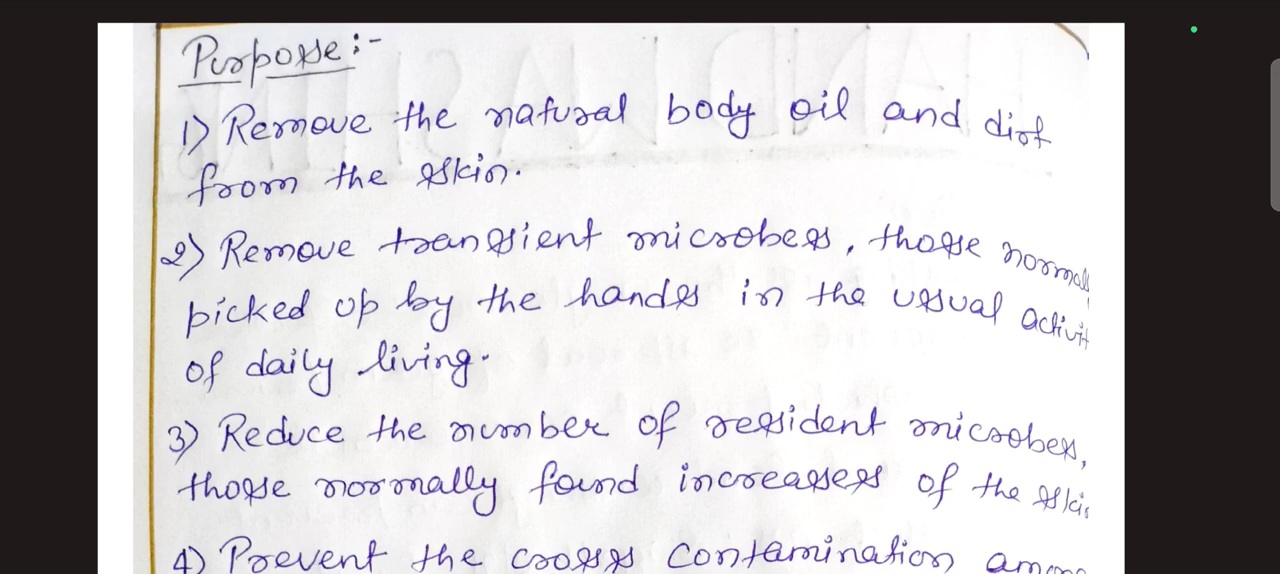 Purpose:-
1) Remove the natural body oil and dirt
from the skin.
2) Remove transient microbes, those normall
picked up by the hands in the usual activit
of daily living.
3) Reduce the number of resident microbes,
those normally found increases of the skin
4) Prevent the cross contamination among